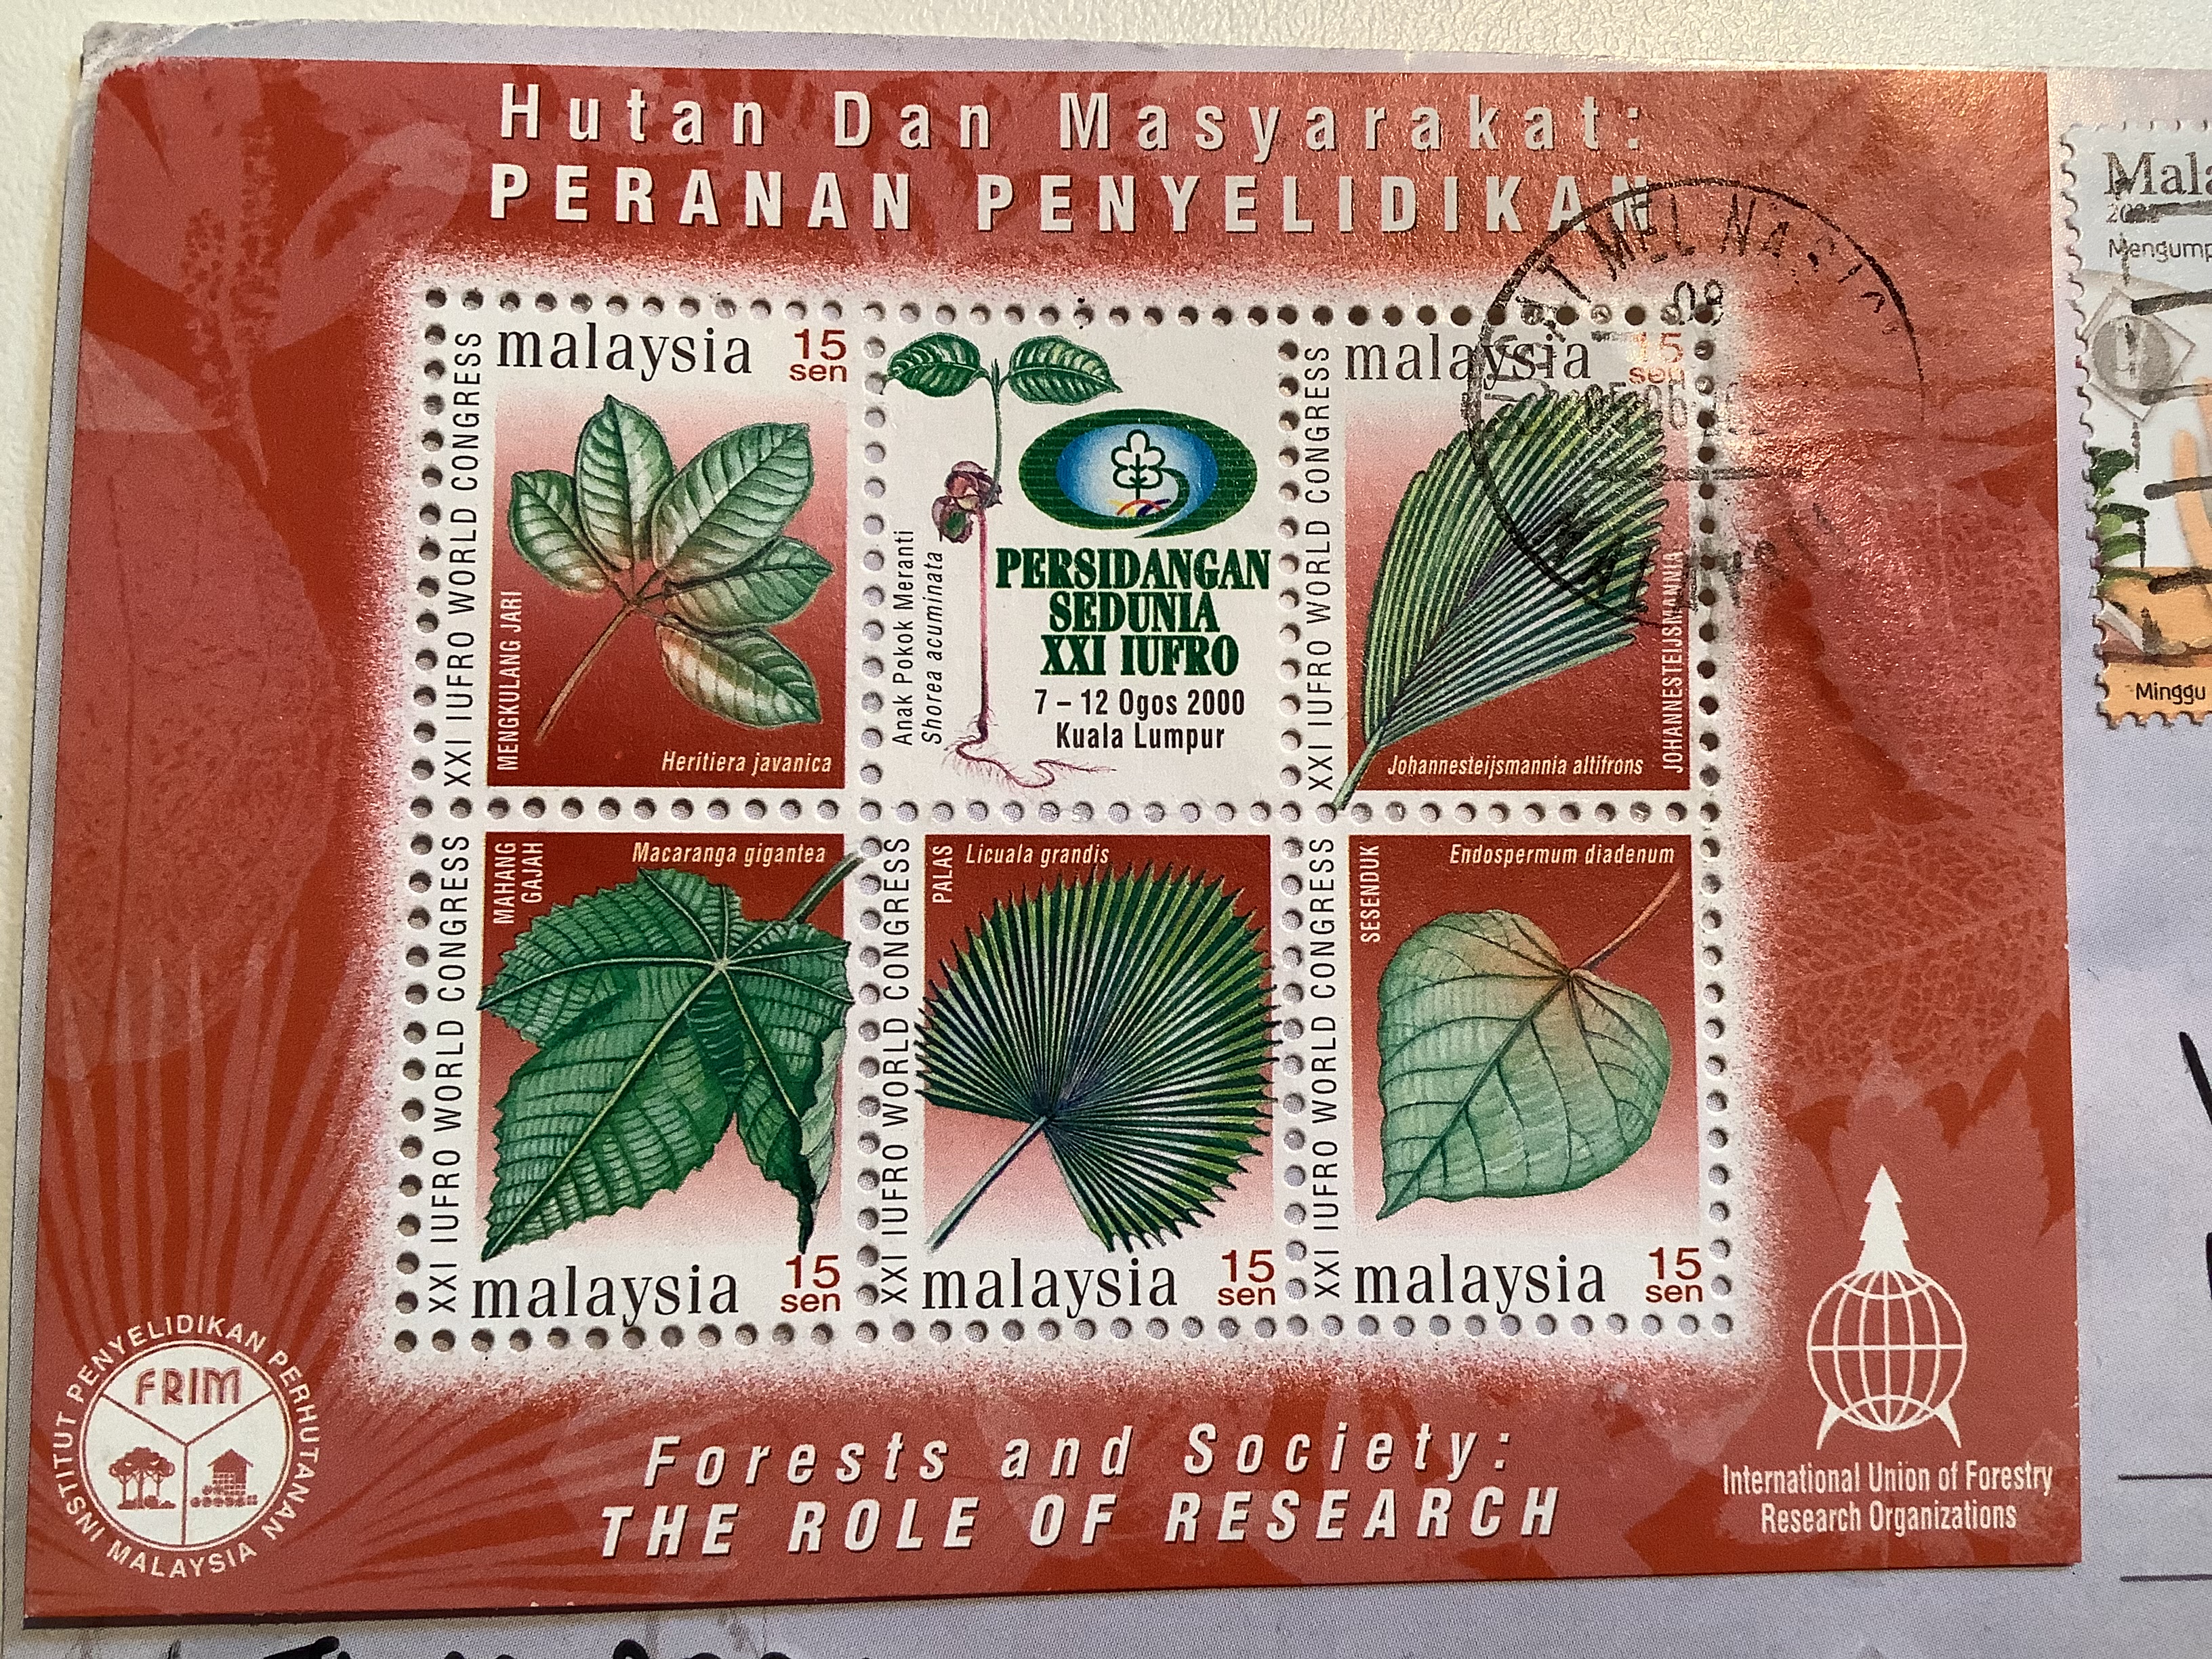 Hutan Dan Masyarakat:
PERANAN PENYELIDIKAN
XXI IUFRO WORLD CONGRESS
malaysia 15 sen
MENGKULANG JARI
Heritiera javanica
Anak Pokok Meranti
Shorea acuminata
PERSIDANGAN
SEDUNIA
XXI IUFRO
7 – 12 Ogos 2000
Kuala Lumpur
XXI IUFRO WORLD CONGRESS
malaysia 15 sen
Johannesteijsmannia altifrons
JOHANNESTEIJSMANNIA
MEL NASIO
Mengump
Minggu
XXI IUFRO WORLD CONGRESS
MAHANG
GAJAH
Macaranga gigantea
malaysia 15 sen
XXI IUFRO WORLD CONGRESS
PALAS
Licuala grandis
malaysia 15 sen
XXI IUFRO WORLD CONGRESS
SESENDUK
Endospermum diadenum
malaysia 15 sen
INSTITUT PENYELIDIKAN PERHUTANAN
MALAYSIA
FRIM
Forests and Society:
THE ROLE OF RESEARCH
International Union of Forestry
Research Organizations